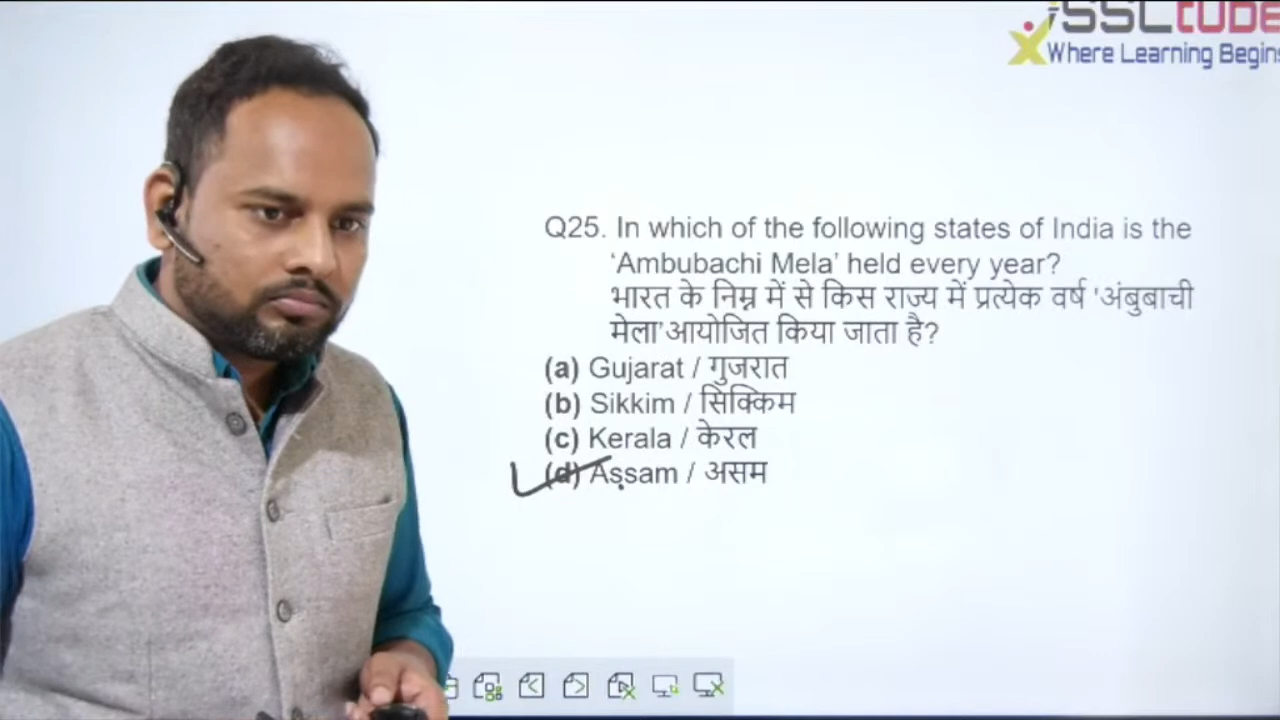 SSCtube
Where Learning Begins
Q25. In which of the following states of India is the
‘Ambubachi Mela’ held every year?
भारत के निम्न में से किस राज्य में प्रत्येक वर्ष 'अंबुबाची
मेला'आयोजित किया जाता है?
(a) Gujarat / गुजरात
(b) Sikkim / सिक्किम
(c) Kerala / केरल
(d) Assam / असम